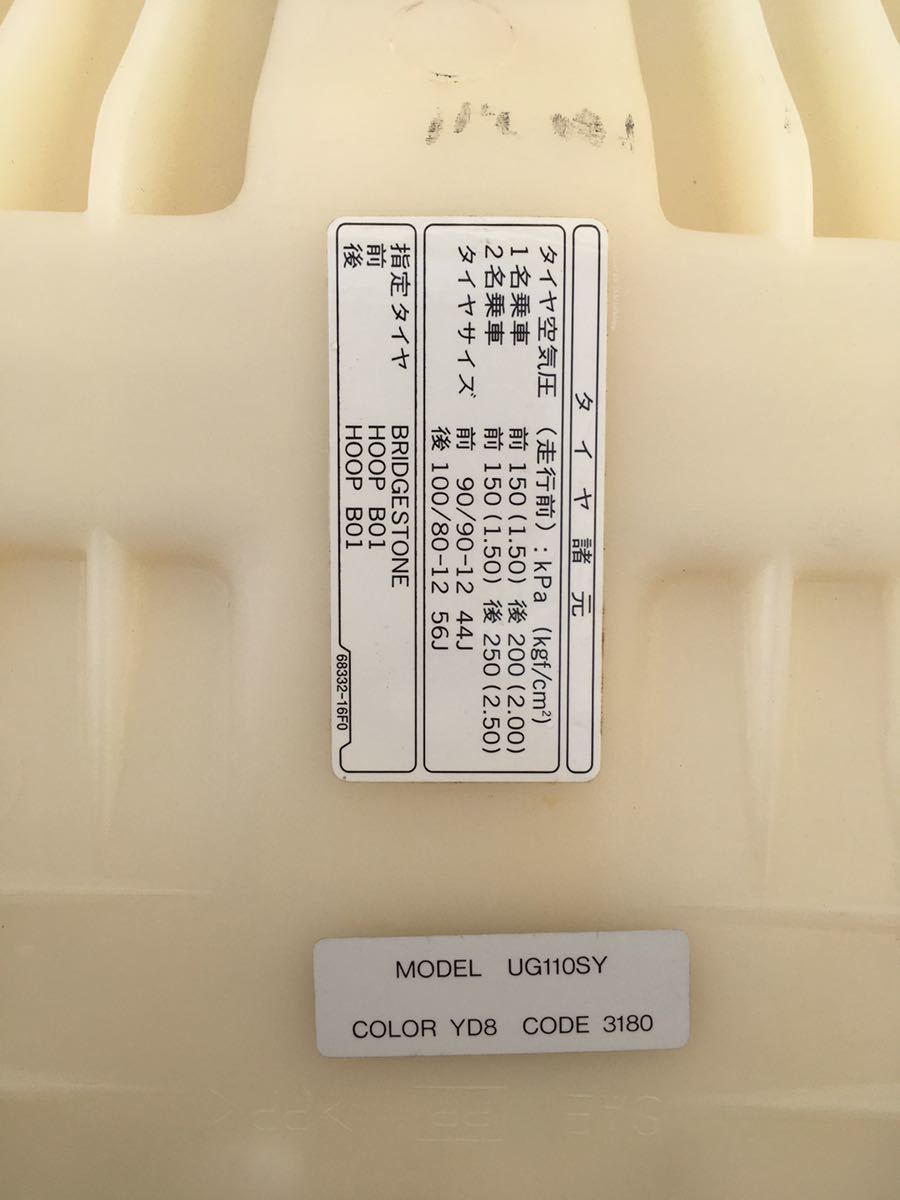 タイヤ諸元
タイヤ空気圧 (走行前) : kPa (kgf/cm²)
1名乗車 前 150 (1.50) 後 200 (2.00)
2名乗車 前 150 (1.50) 後 250 (2.50)
タイヤサイズ 前 90/90-12 44J
後 100/80-12 56J
指定タイヤ BRIDGESTONE
前 HOOP B01
後 HOOP B01
68332-16F0
MODEL UG110SY
COLOR YD8 CODE 3180
>PP<